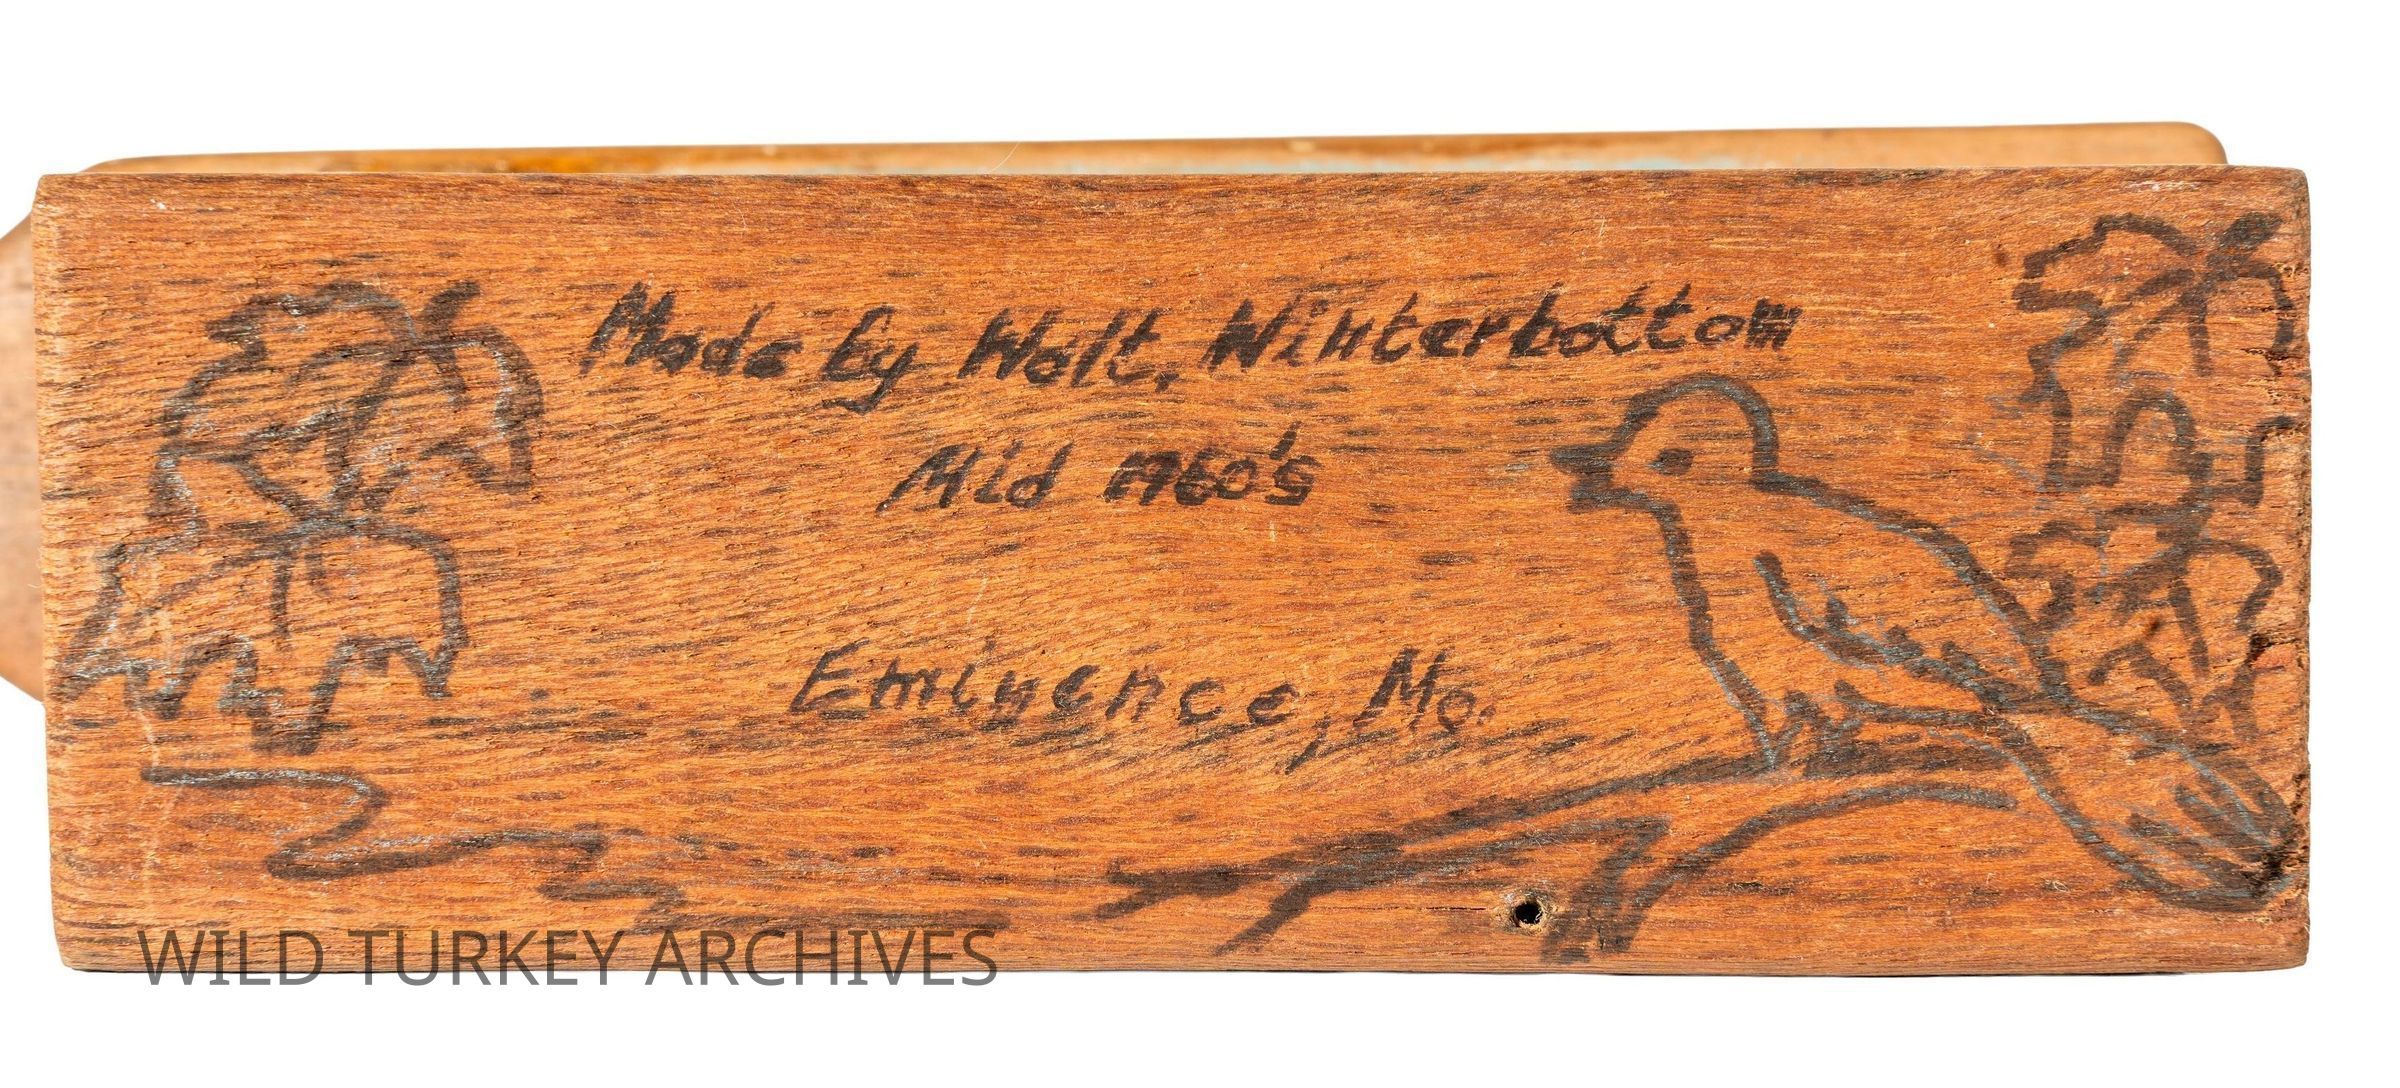 Made by Walt. Winterbottom
Mid 1960's
Eminence, Mo.
WILD TURKEY ARCHIVES